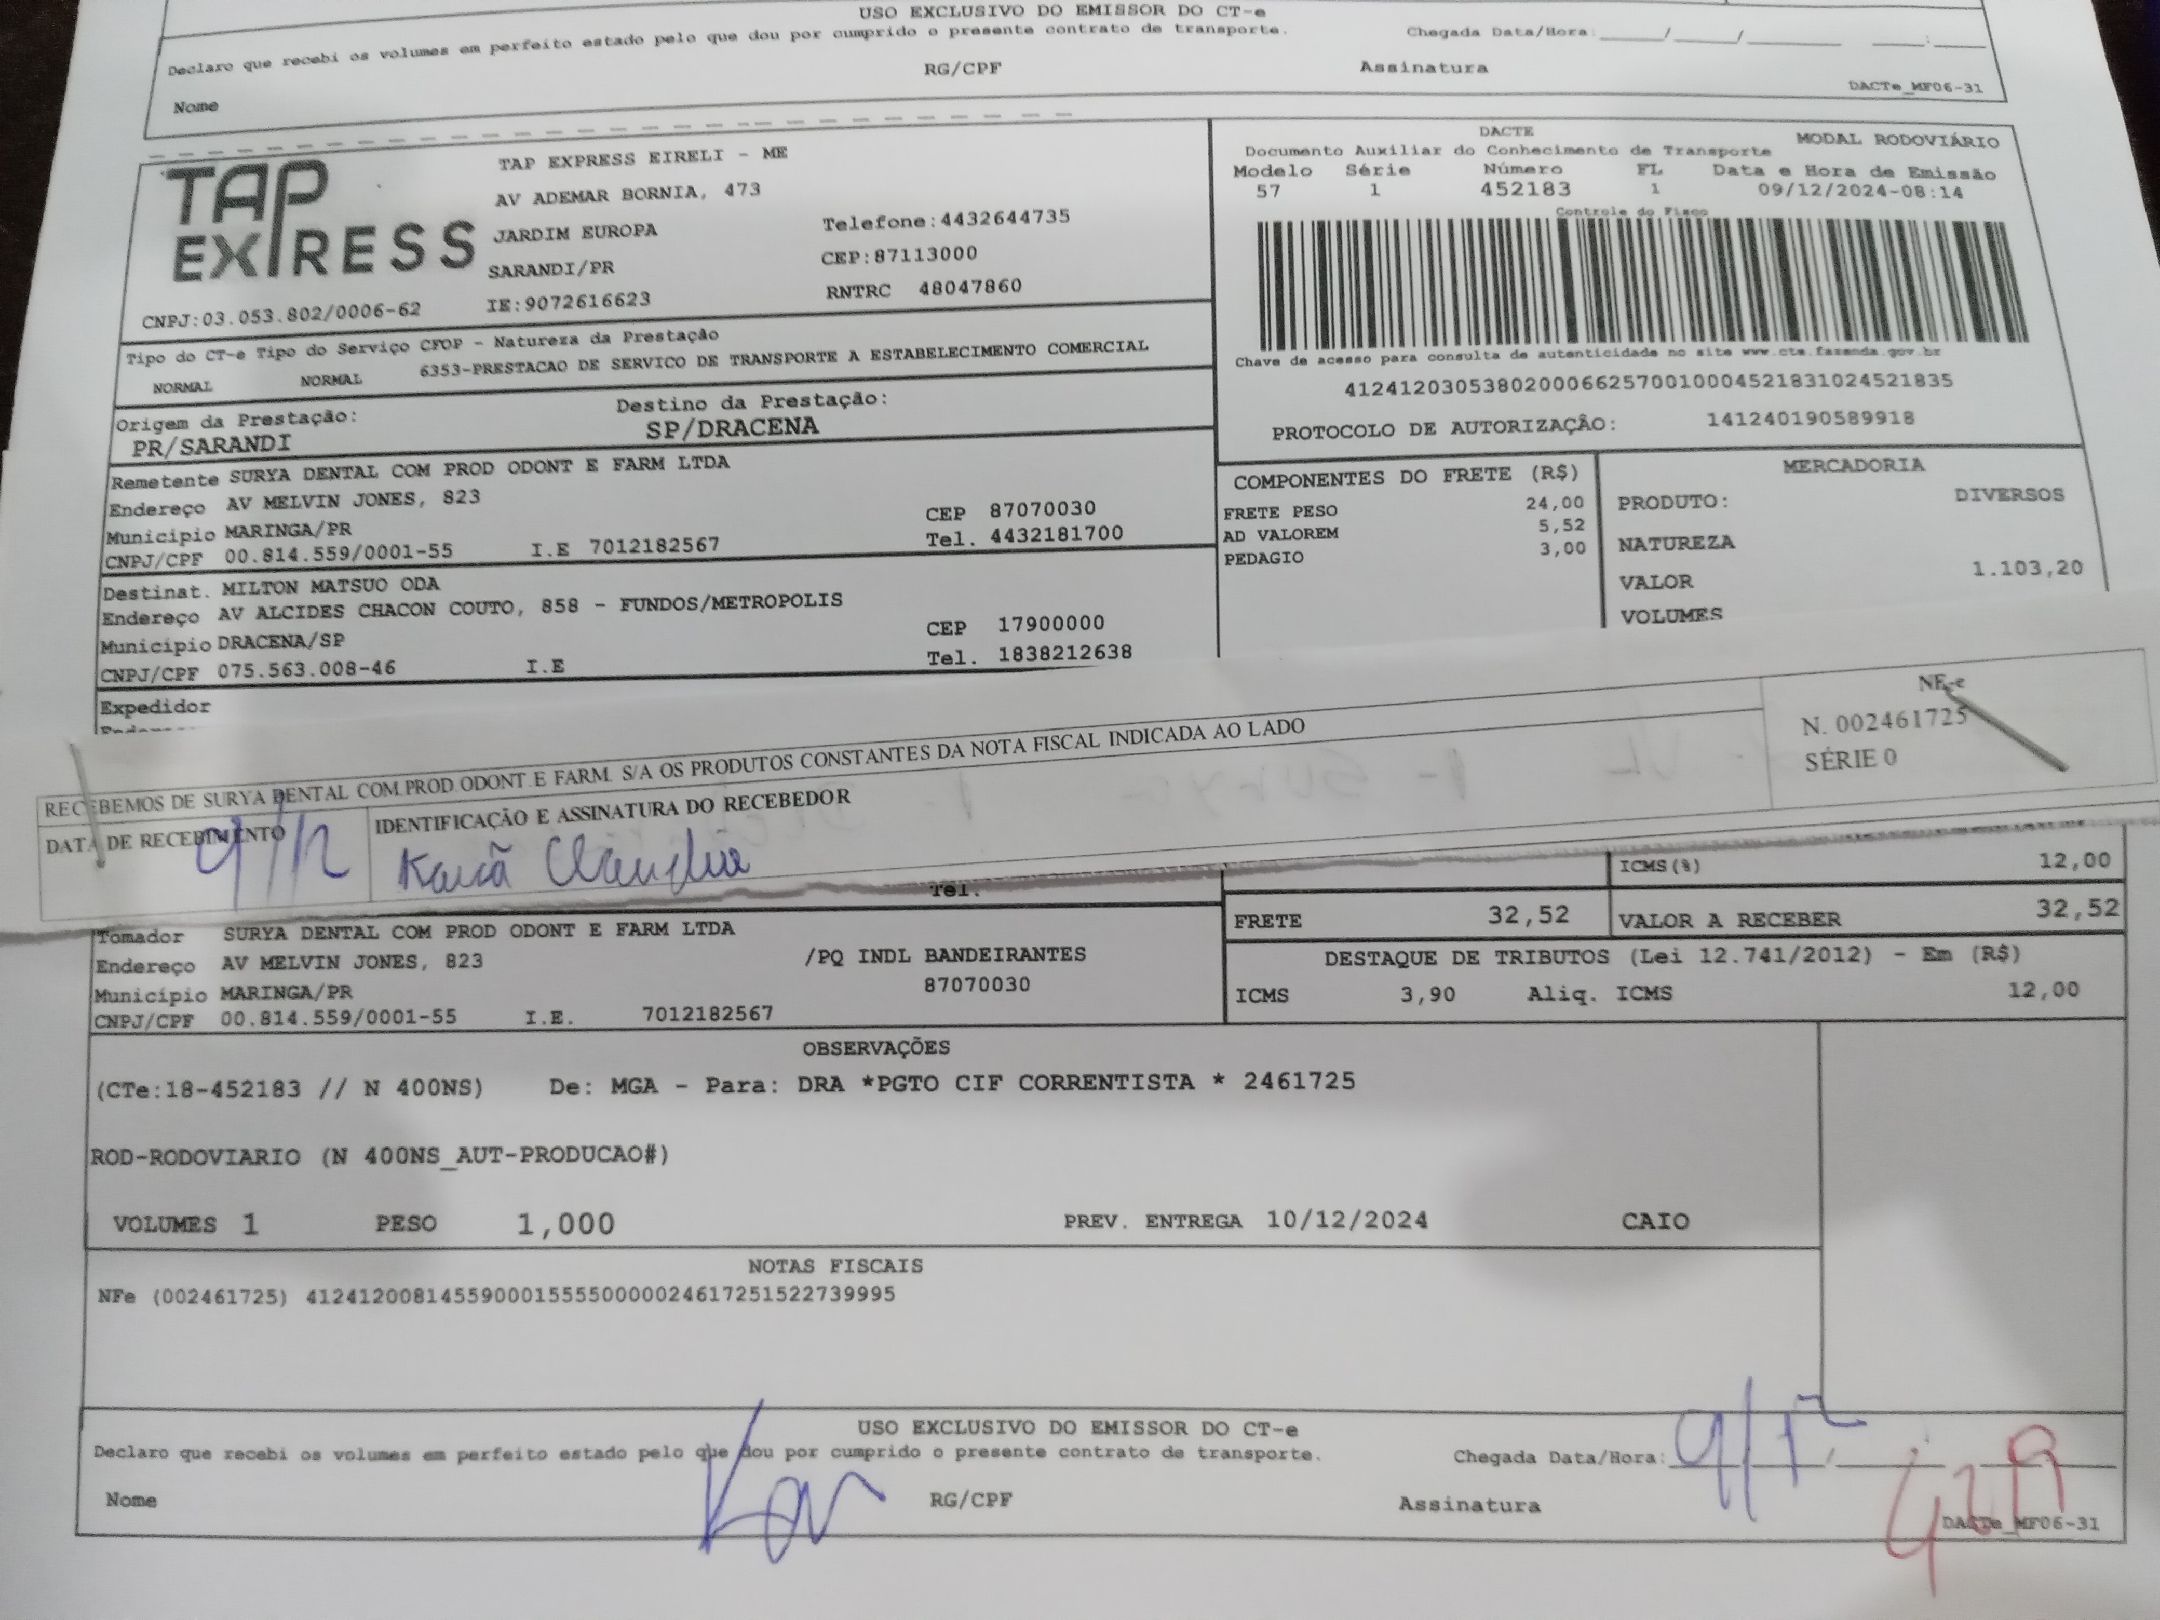 USO EXCLUSIVO DO EMISSOR DO CT-e
Declaro que recebi os volumes em perfeito estado pelo que dou por cumprido o presente contrato de transporte. Chegada Data/Hora:____/____/____ ___:___
Nome RG/CPF Assinatura
DACTe_MF06-31
TAP EXPRESS
TAP EXPRESS EIRELI - ME
AV ADEMAR BORNIA, 473
JARDIM EUROPA Telefone:4432644735
SARANDI/PR CEP:87113000
CNPJ:03.053.802/0006-62 IE:9072616623 RNTRC 48047860
DACTE MODAL RODOVIÁRIO
Documento Auxiliar do Conhecimento de Transporte
Modelo Série Número FL Data e Hora de Emissão
57 1 452183 1 09/12/2024-08:14
Controle do Fisco
Chave de acesso para consulta de autenticidade no site www.cte.fazenda.gov.br
41241203053802000662570010004521831024521835
PROTOCOLO DE AUTORIZAÇÃO: 141240190589918
Tipo do CT-e Tipo do Serviço CFOP - Natureza da Prestação
NORMAL NORMAL 6353-PRESTACAO DE SERVICO DE TRANSPORTE A ESTABELECIMENTO COMERCIAL
Origem da Prestação: Destino da Prestação:
PR/SARANDI SP/DRACENA
Remetente SURYA DENTAL COM PROD ODONT E FARM LTDA
Endereço AV MELVIN JONES, 823
Município MARINGA/PR CEP 87070030
CNPJ/CPF 00.814.559/0001-55 I.E 7012182567 Tel. 4432181700
Destinat. MILTON MATSUO ODA
Endereço AV ALCIDES CHACON COUTO, 858 - FUNDOS/METROPOLIS
Município DRACENA/SP CEP 17900000
CNPJ/CPF 075.563.008-46 I.E Tel. 1838212638
Expedidor
COMPONENTES DO FRETE (R$)
FRETE PESO 24,00
AD VALOREM 5,52
PEDAGIO 3,00
MERCADORIA
PRODUTO: DIVERSOS
NATUREZA
VALOR 1.103,20
VOLUMES
RECEBEMOS DE SURYA DENTAL COM.PROD.ODONT.E FARM. S/A OS PRODUTOS CONSTANTES DA NOTA FISCAL INDICADA AO LADO
DATA DE RECEBIMENTO IDENTIFICAÇÃO E ASSINATURA DO RECEBEDOR
9/12 Kauã Claudio
NF-e
N. 002461725
SÉRIE 0
Tel.
ICMS(%) 12,00
FRETE 32,52 VALOR A RECEBER 32,52
Tomador SURYA DENTAL COM PROD ODONT E FARM LTDA
Endereço AV MELVIN JONES, 823 /PQ INDL BANDEIRANTES
Município MARINGA/PR 87070030
CNPJ/CPF 00.814.559/0001-55 I.E. 7012182567
DESTAQUE DE TRIBUTOS (Lei 12.741/2012) - Em (R$)
ICMS 3,90 Aliq. ICMS 12,00
OBSERVAÇÕES
(CTe:18-452183 // N 400NS) De: MGA - Para: DRA *PGTO CIF CORRENTISTA * 2461725
ROD-RODOVIARIO (N 400NS_AUT-PRODUCAO#)
VOLUMES 1 PESO 1,000 PREV. ENTREGA 10/12/2024 CAIO
NOTAS FISCAIS
NFe (002461725) 41241200814559000155550000024617251522739995
USO EXCLUSIVO DO EMISSOR DO CT-e
Declaro que recebi os volumes em perfeito estado pelo que dou por cumprido o presente contrato de transporte. Chegada Data/Hora: 9/12
Nome RG/CPF Assinatura
DACTe_MF06-31